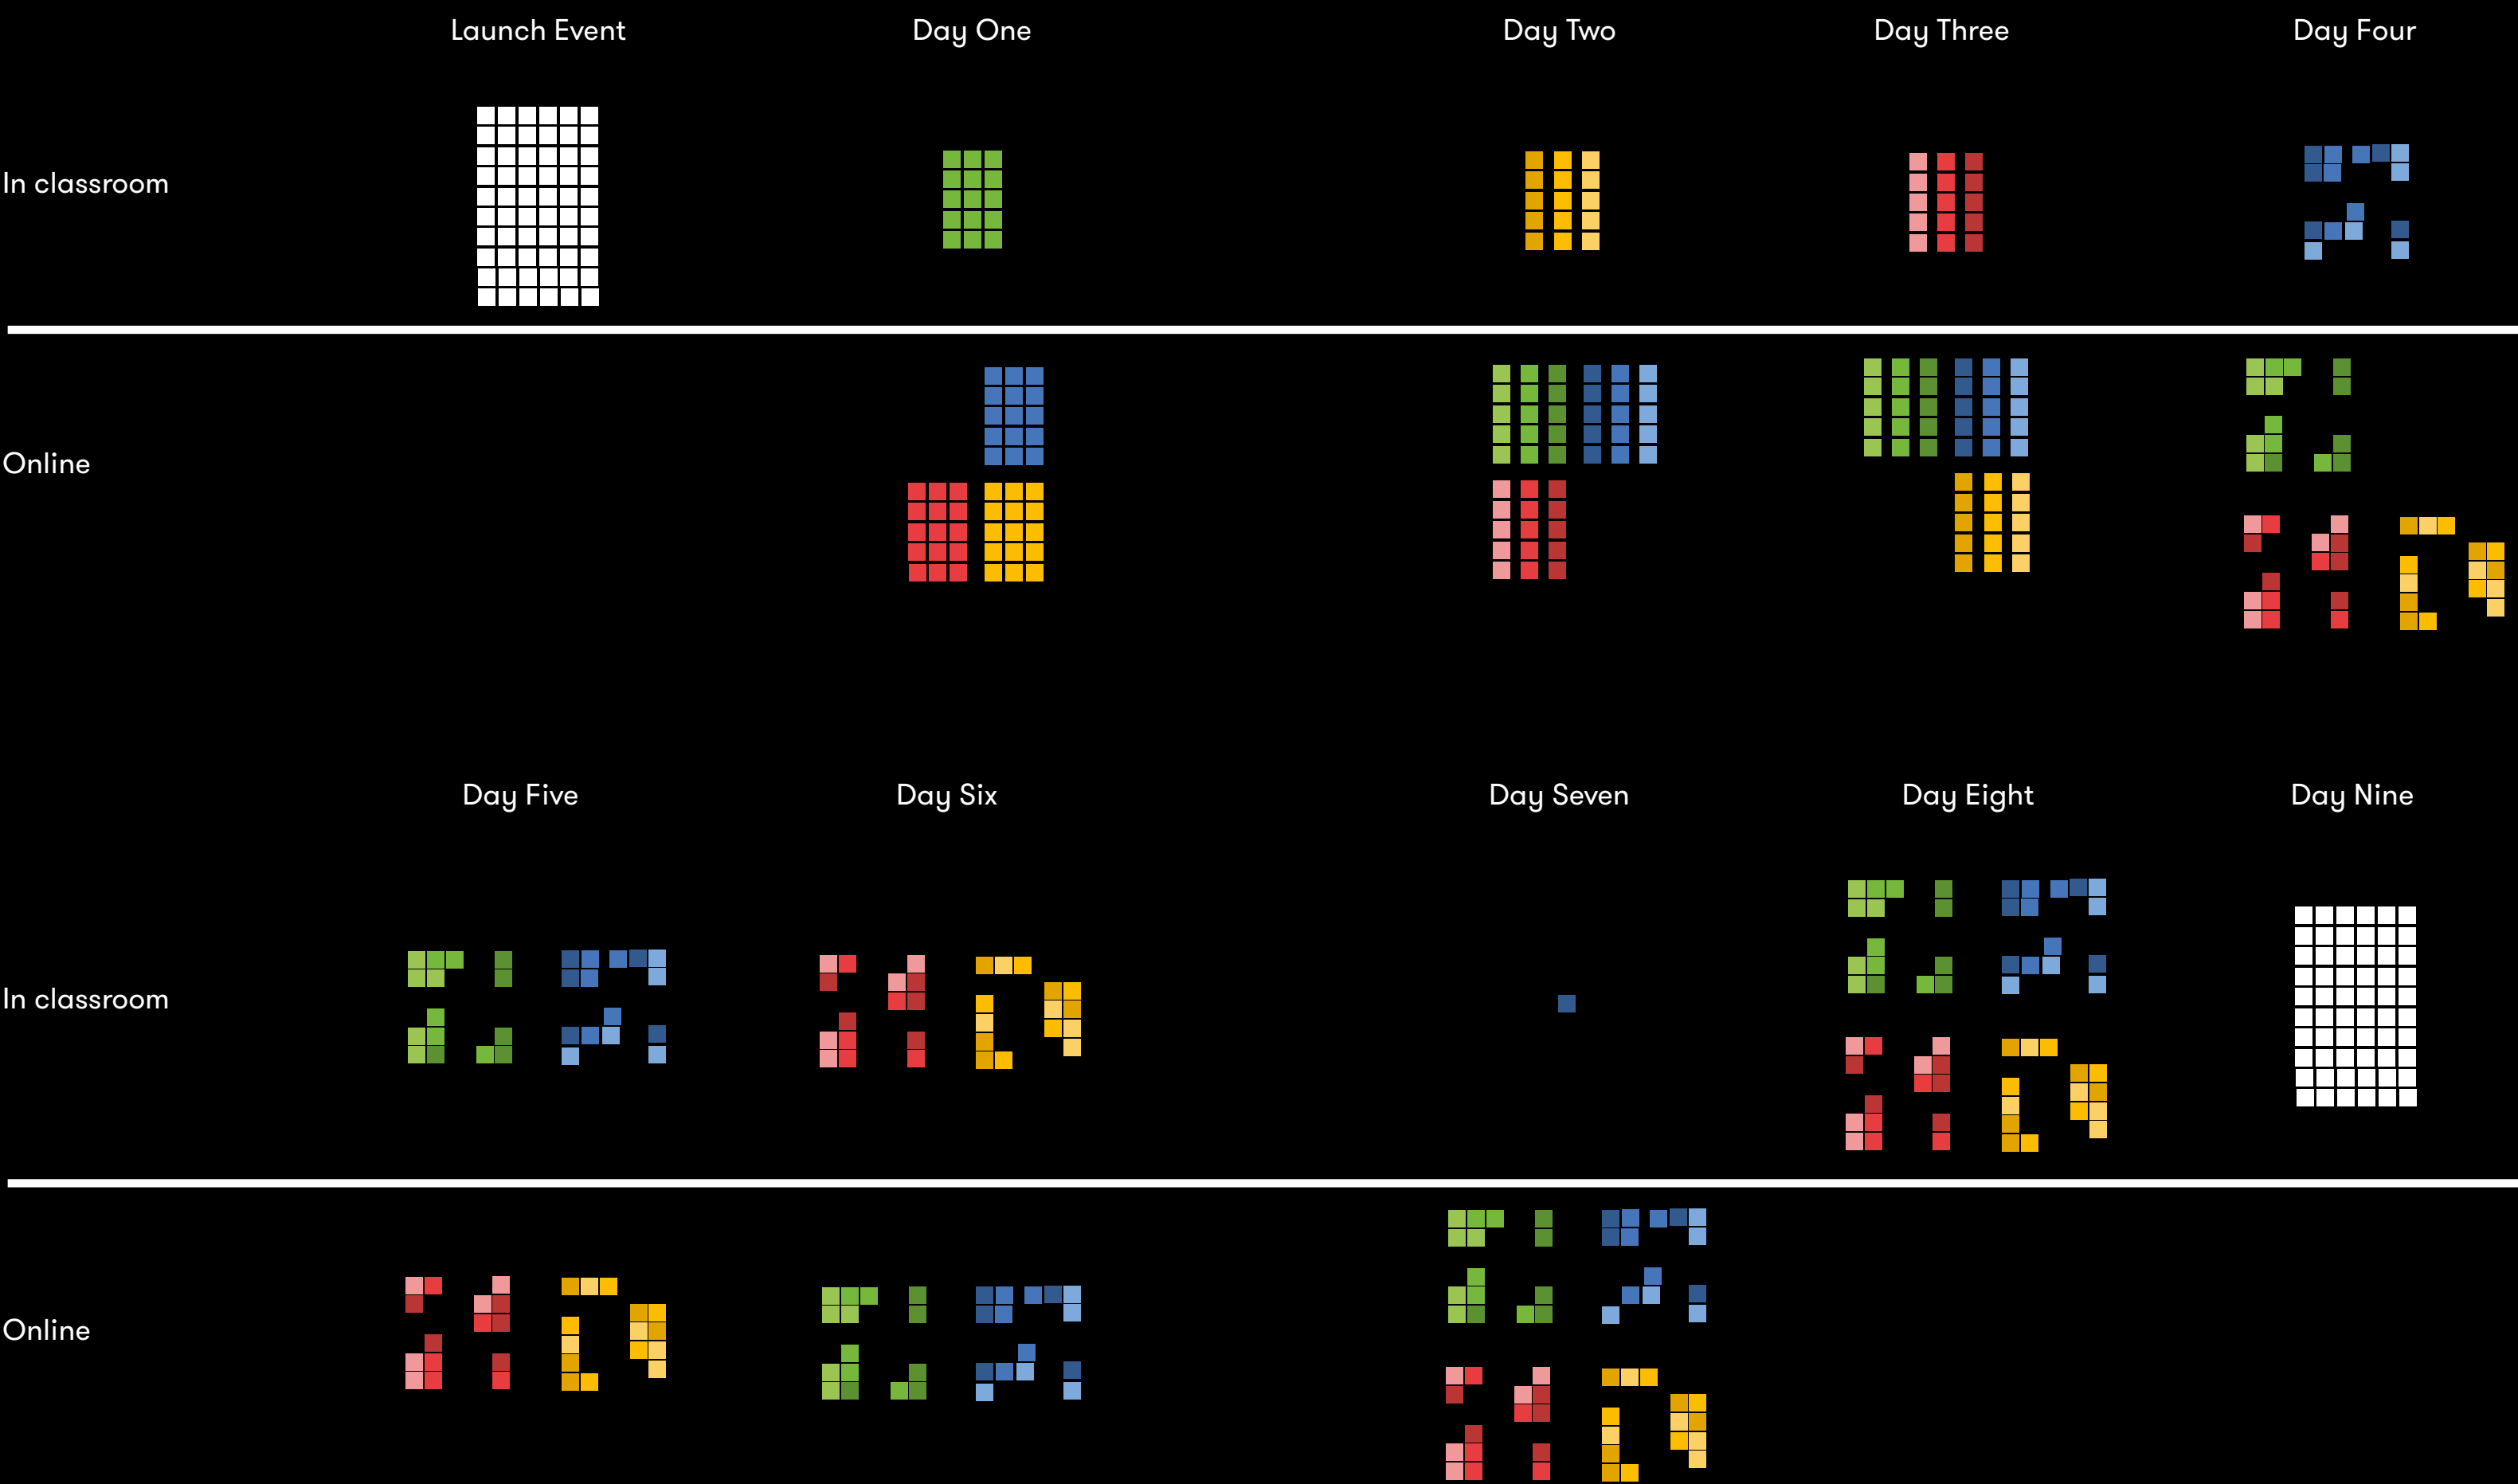 Launch Event
Day One
Day Two
Day Three
Day Four
In classroom
Online
Day Five
Day Six
Day Seven
Day Eight
Day Nine
In classroom
Online